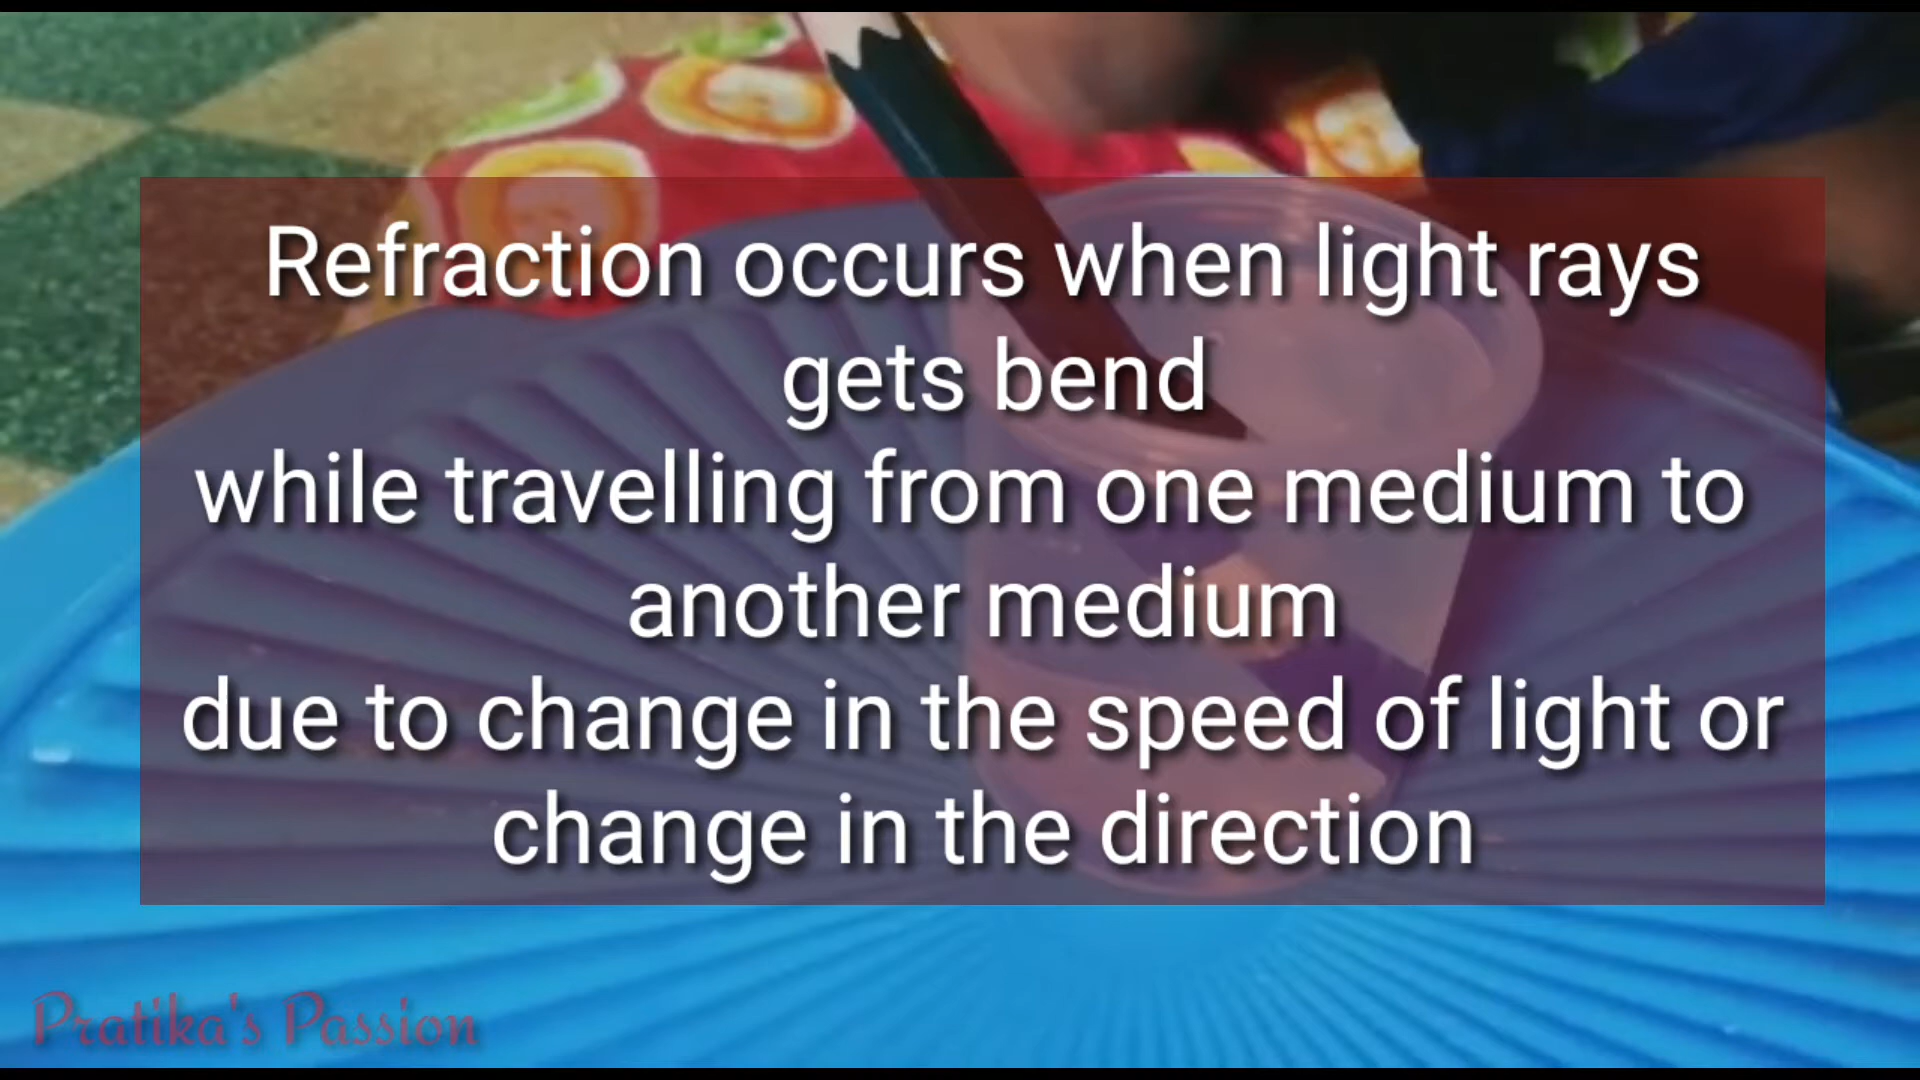 Refraction occurs when light rays
gets bend
while travelling from one medium to
another medium
due to change in the speed of light or
change in the direction
Pratika's Passion